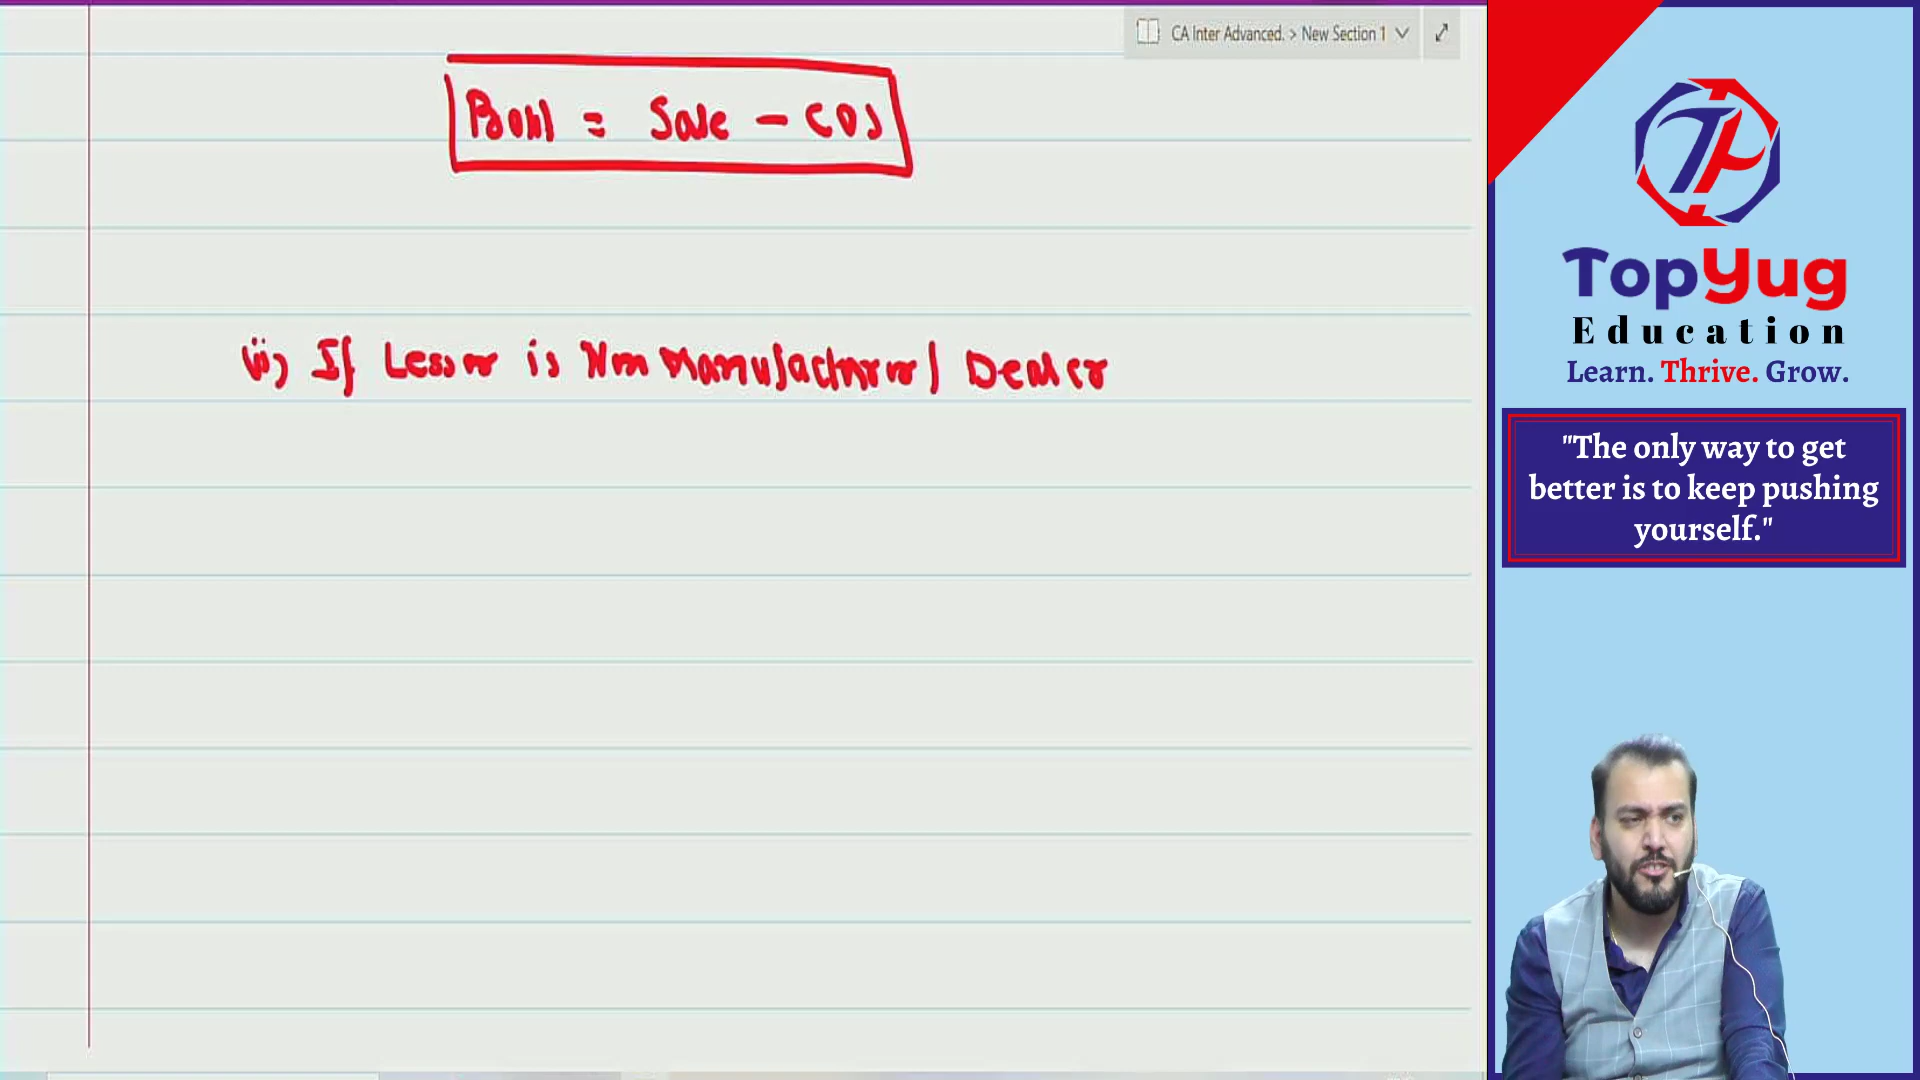 CA Inter Advanced. > New Section 1
Profit = Sale - COS
(ii) If Lessor is Non Manufacturer/ Dealer
TopYug
Education
Learn. Thrive. Grow.
"The only way to get
better is to keep pushing
yourself."